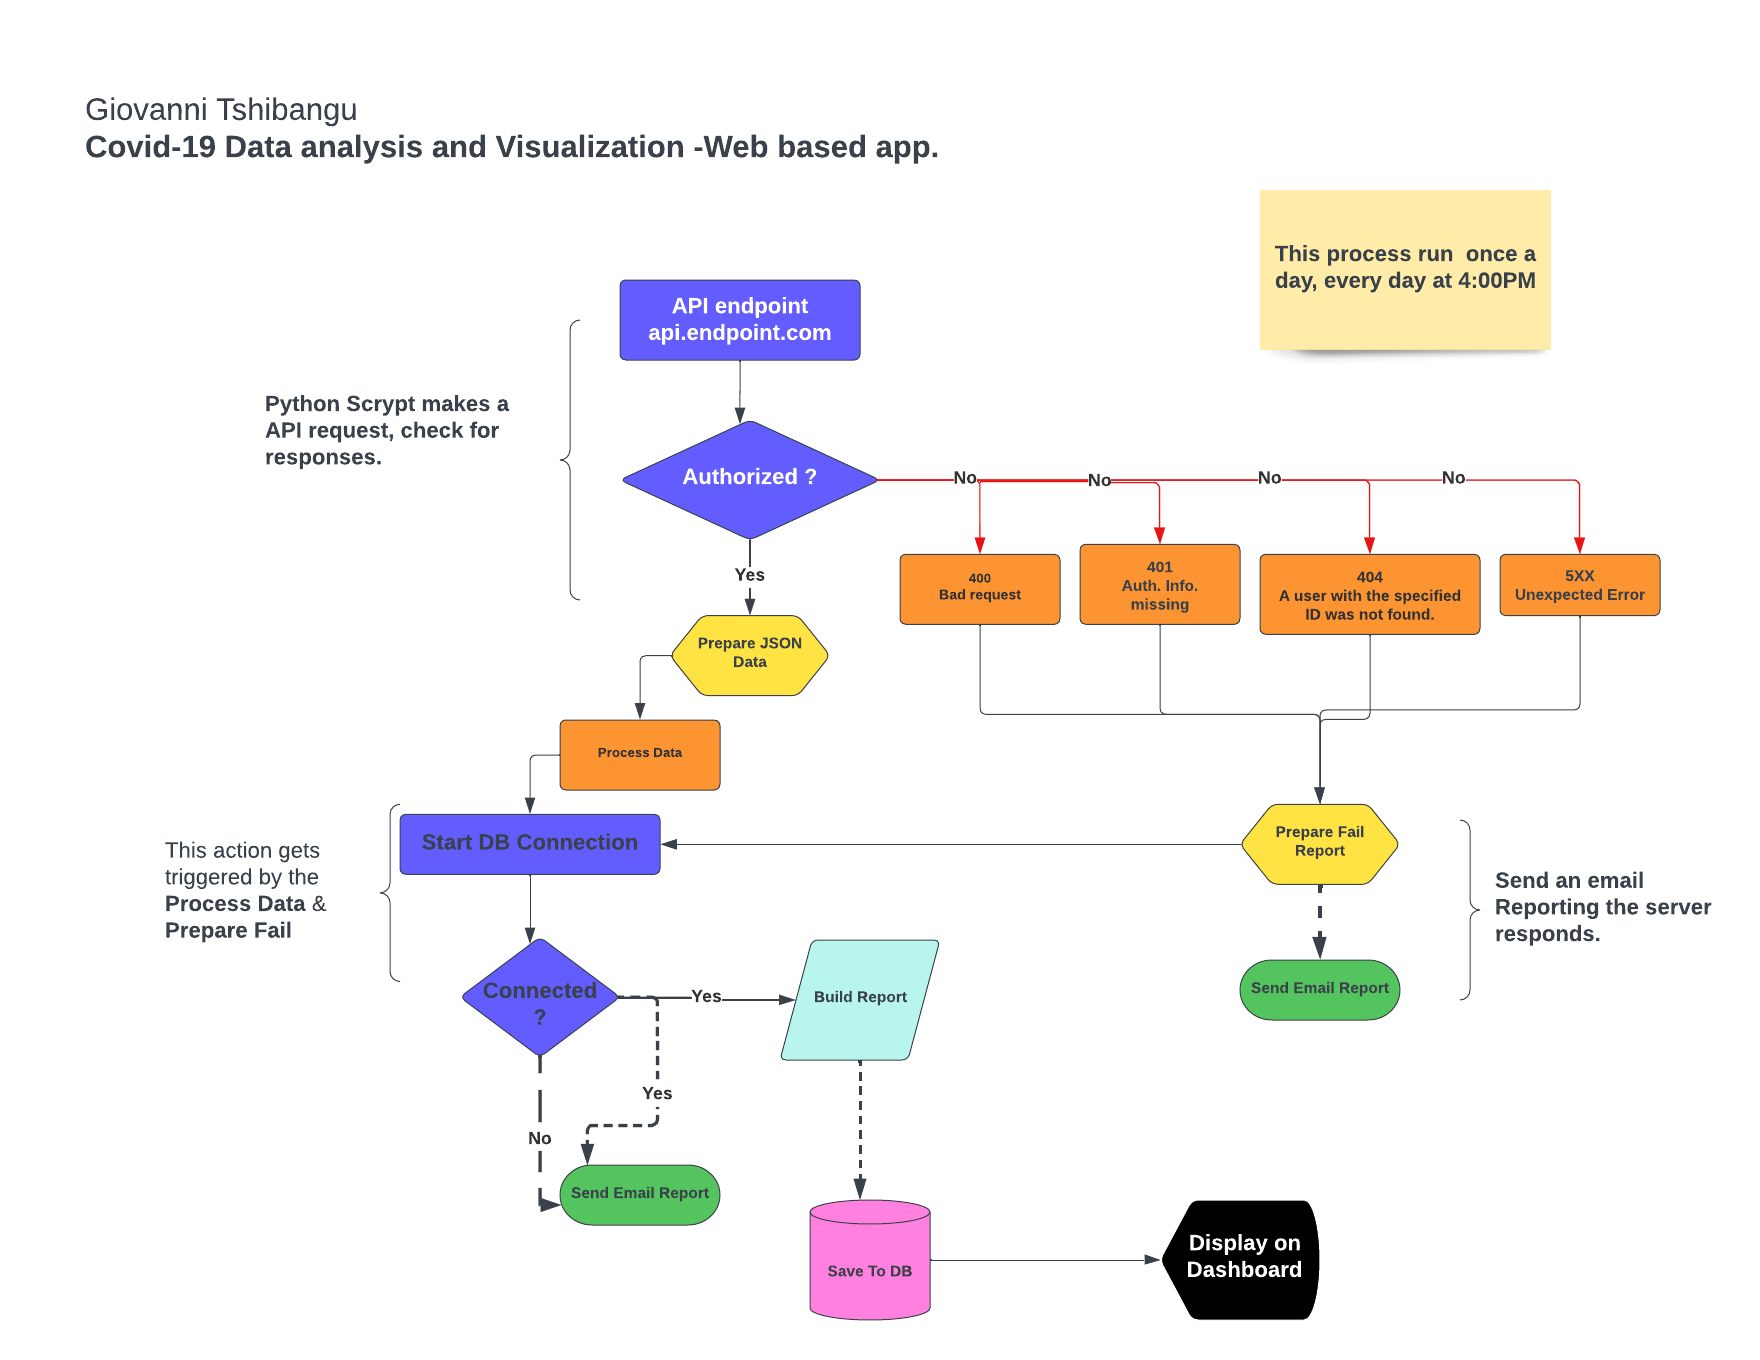 Giovanni Tshibangu
Covid-19 Data analysis and Visualization -Web based app.
This process run  once a
day, every day at 4:00PM
API endpoint
api.endpoint.com
Python Scrypt makes a
API request, check for
responses.
Authorized ?
No
No
No
No
Yes
400
Bad request
401
Auth. Info.
missing
404
A user with the specified
ID was not found.
5XX
Unexpected Error
Prepare JSON
Data
Process Data
Start DB Connection
Prepare Fail
Report
This action gets
triggered by the
Process Data &
Prepare Fail
Send an email
Reporting the server
responds.
Connected
?
Yes
Build Report
Send Email Report
Yes
No
Send Email Report
Save To DB
Display on
Dashboard